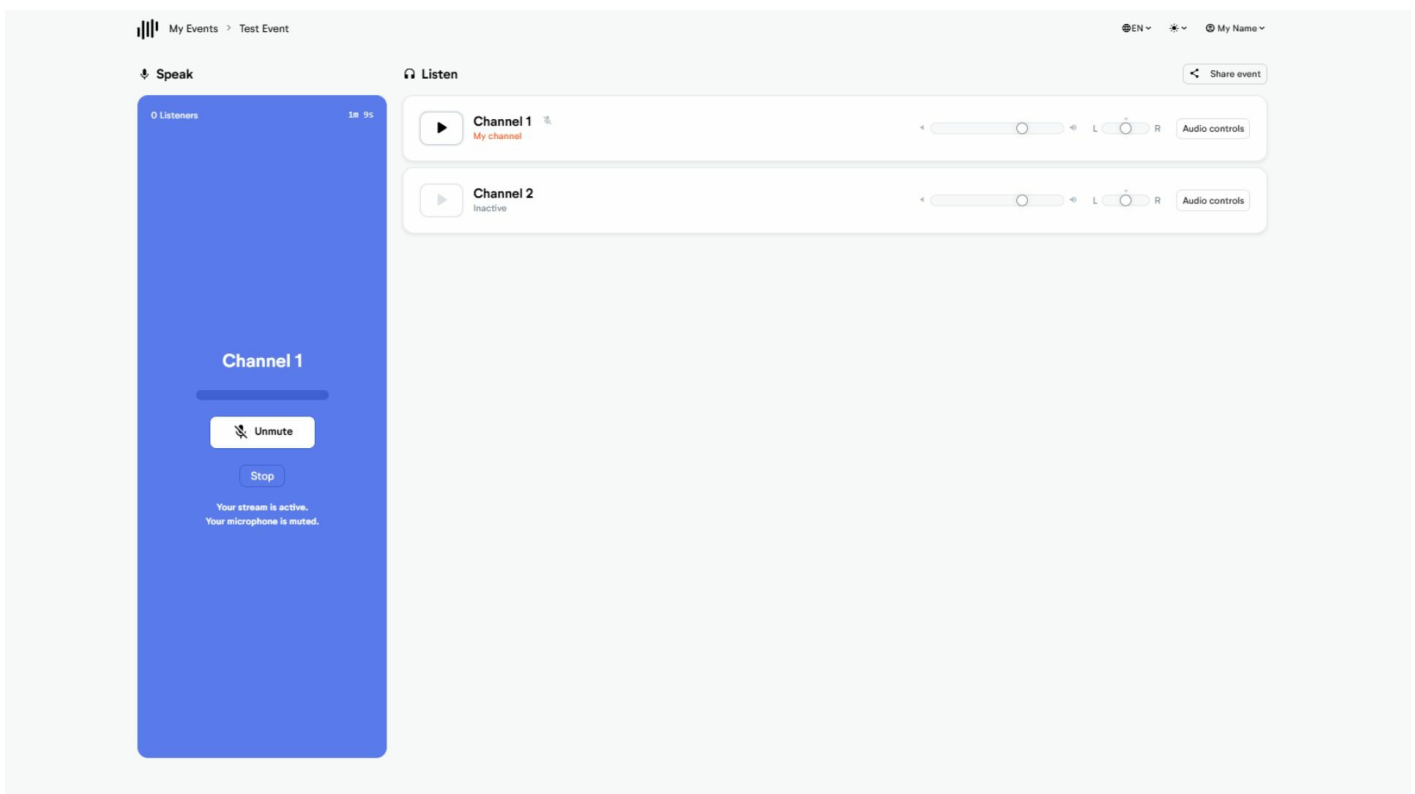 My Events > Test Event
EN
My Name
Speak
Listen
Share event
0 Listeners
1m 9s
Channel 1
Unmute
Stop
Your stream is active.
Your microphone is muted.
Channel 1
My channel
L
R
Audio controls
Channel 2
Inactive
L
R
Audio controls